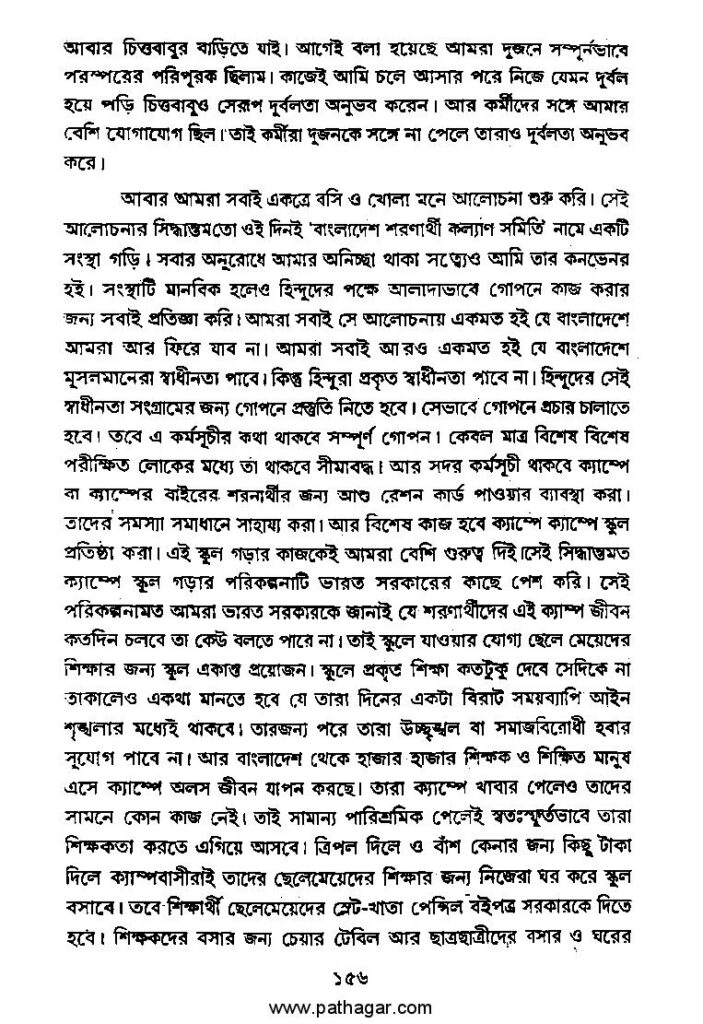 আবার চিত্তবাবুর বাড়িতে যাই। আগেই বলা হয়েছে আমরা দুজনে সম্পূর্নভাবে
পরস্পরের পরিপূরক ছিলাম। কাজেই আমি চলে আসার পরে নিজে যেমন দূর্বল
হয়ে পড়ি চিত্তবাবুও সেরূপ দুর্বলতা অনুভব করেন। আর কর্মীদের সঙ্গে আমার
বেশি যোগাযোগ ছিল। তাই কর্মীরা দুজনকে সঙ্গে না পেলে তারাও দুর্বলতা অনুভব
করে।
আবার আমরা সবাই একত্রে বসি ও খোলা মনে আলোচনা শুরু করি। সেই
আলোচনার সিদ্ধান্তমতো ওই দিনই 'বাংলাদেশ শরণার্থী কল্যাণ সমিতি' নামে একটি
সংস্থা গড়ি। সবার অনুরোধে আমার অনিচ্ছা থাকা সত্ত্যেও আমি তার কনভেনর
হই। সংস্থাটি মানবিক হলেও হিন্দুদের পক্ষে আলাদাভাবে গোপনে কাজ করার
জন্য সবাই প্রতিজ্ঞা করি। আমরা সবাই সে আলোচনায় একমত হই যে বাংলাদেশে
আমরা আর ফিরে যাব না। আমরা সবাই আরও একমত হই যে বাংলাদেশে
মুসলমানেরা স্বাধীনতা পাবে। কিন্তু হিন্দুরা প্রকৃত স্বাধীনতা পাবে না। হিন্দুদের সেই
স্বাধীনতা সংগ্রামের জন্য গোপনে প্রস্তুতি নিতে হবে। সেভাবে গোপনে প্রচার চালাতে
হবে। তবে এ কর্মসূচীর কথা থাকবে সম্পূর্ণ গোপন। কেবল মাত্র বিশেষ বিশেষ
পরীক্ষিত লোকের মধ্যে তা থাকবে সীমাবদ্ধ। আর সদর কর্মসূচী থাকবে ক্যাম্পে
বা ক্যাম্পের বাইরের শরনার্থীর জন্য আশু রেশন কার্ড পাওয়ার ব্যাবস্থা করা।
তাদের সমস্যা সমাধানে সাহায্য করা। আর বিশেষ কাজ হবে ক্যাম্পে ক্যাম্পে স্কুল
প্রতিষ্ঠা করা। এই স্কুল গড়ার কাজকেই আমরা বেশি গুরুত্ব দিই। সেই সিদ্ধান্তমত
ক্যাম্পে স্কুল গড়ার পরিকল্পনাটি ভারত সরকারের কাছে পেশ করি। সেই
পরিকল্পনামত আমরা ভারত সরকারকে জানাই যে শরণার্থীদের এই ক্যাম্প জীবন
কতদিন চলবে তা কেউ বলতে পারে না। তাই স্কুলে যাওয়ার যোগ্য ছেলে মেয়েদের
শিক্ষার জন্য স্কুল একান্ত প্রয়োজন। স্কুলে প্রকৃত শিক্ষা কতটুকু দেবে সেদিকে না
তাকালেও একথা মানতে হবে যে তারা দিনের একটা বিরাট সময়ব্যাপি আইন
শৃঙ্খলার মধ্যেই থাকবে। তারজন্য পরে তারা উচ্ছৃঙ্খল বা সমাজবিরোধী হবার
সুযোগ পাবে না। আর বাংলাদেশ থেকে হাজার হাজার শিক্ষক ও শিক্ষিত মানুষ
এসে ক্যাম্পে অলস জীবন যাপন করছে। তারা ক্যাম্পে খাবার পেলেও তাদের
সামনে কোন কাজ নেই। তাই সামান্য পারিশ্রমিক পেলেই স্বতঃস্ফূর্তভাবে তারা
শিক্ষকতা করতে এগিয়ে আসবে। ত্রিপল দিলে ও বাঁশ কেনার জন্য কিছু টাকা
দিলে ক্যাম্পবাসীরাই তাদের ছেলেমেয়েদের শিক্ষার জন্য নিজেরা ঘর করে স্কুল
বসাবে। তবে শিক্ষার্থী ছেলেমেয়েদের স্লেট-খাতা পেন্সিল বইপত্র সরকারকে দিতে
হবে। শিক্ষকদের বসার জন্য চেয়ার টেবিল আর ছাত্রছাত্রীদের বসার ও ঘরের
১৫৬
www.pathagar.com